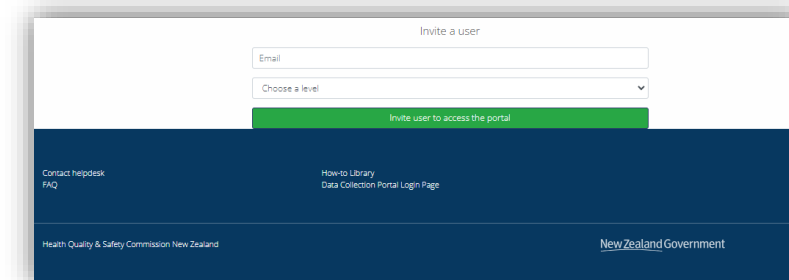 Invite a user
Email
Choose a level
Invite user to access the portal
Contact helpdesk
FAQ
How-to Library
Data Collection Portal Login Page
Health Quality & Safety Commission New Zealand
New Zealand Government